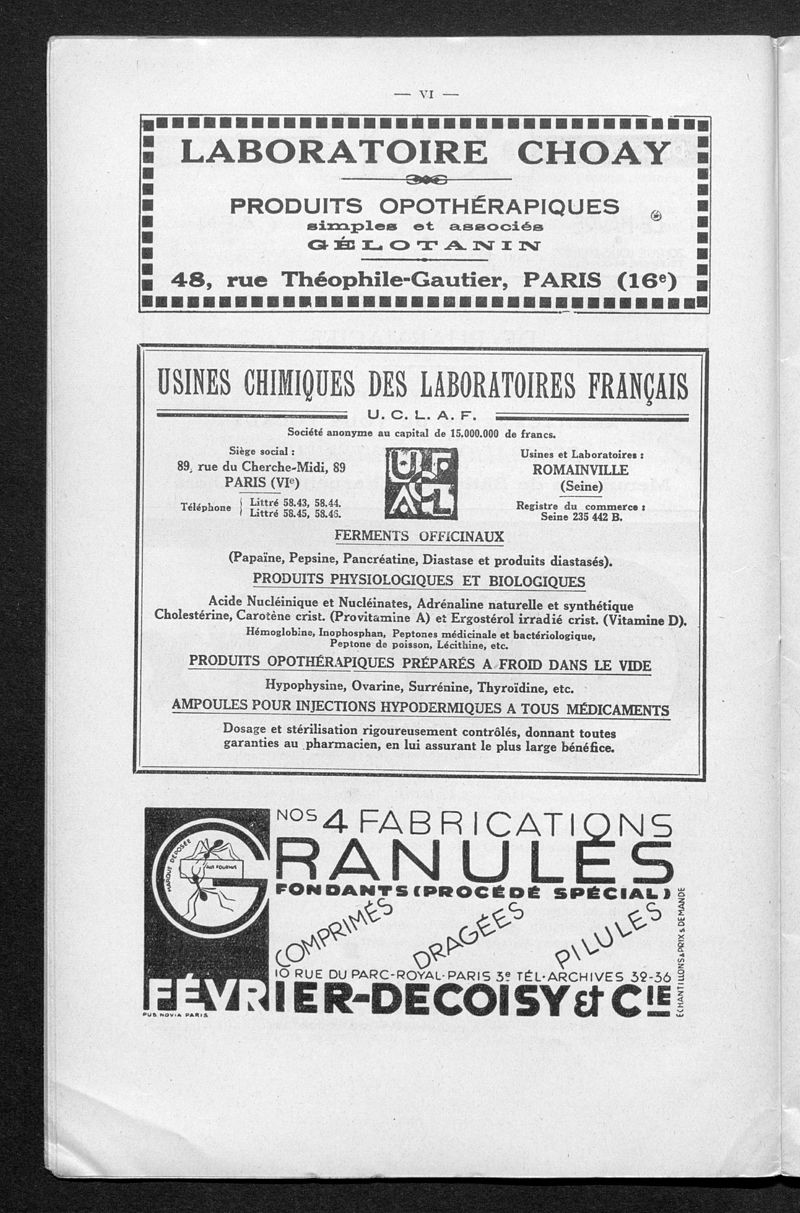 — VI —
LABORATOIRE CHOAY
PRODUITS OPOTHÉRAPIQUES
simples et associés
GÉLOTANIN
48, rue Théophile-Gautier, PARIS (16e)
USINES CHIMIQUES DES LABORATOIRES FRANÇAIS
U. C. L. A. F.
Société anonyme au capital de 15.000.000 de francs.
Siège social :
89, rue du Cherche-Midi, 89
PARIS (VIe)
Téléphone { Littré 58.43, 58.44.
Littré 58.45, 58.46.
UCLAF
Usines et Laboratoires :
ROMAINVILLE
(Seine)
Registre du commerce :
Seine 235 442 B.
FERMENTS OFFICINAUX
(Papaïne, Pepsine, Pancréatine, Diastase et produits diastasés).
PRODUITS PHYSIOLOGIQUES ET BIOLOGIQUES
Acide Nucléinique et Nucléinates, Adrénaline naturelle et synthétique
Cholestérine, Carotène crist. (Provitamine A) et Ergostérol irradié crist. (Vitamine D).
Hémoglobine, Inophosphan, Peptones médicinale et bactériologique,
Peptone de poisson, Lécithine, etc.
PRODUITS OPOTHÉRAPIQUES PRÉPARÉS A FROID DANS LE VIDE
Hypophysine, Ovarine, Surrénine, Thyroïdine, etc.
AMPOULES POUR INJECTIONS HYPODERMIQUES A TOUS MÉDICAMENTS
Dosage et stérilisation rigoureusement contrôlés, donnant toutes
garanties au pharmacien, en lui assurant le plus large bénéfice.
NOS 4 FABRICATIONS
GRANULES
MARQUE DÉPOSÉE
AUX FOURMIS
FONDANTS (PROCÉDÉ SPÉCIAL)
COMPRIMÉS
DRAGÉES
PILULES
10 RUE DU PARC-ROYAL·PARIS 3e TÉL·ARCHIVES 32-36
FÉVRIER-DECOISY & CIE
ÉCHANTILLONS & PRIX S. DEMANDE
PUB. NOVIA PARIS